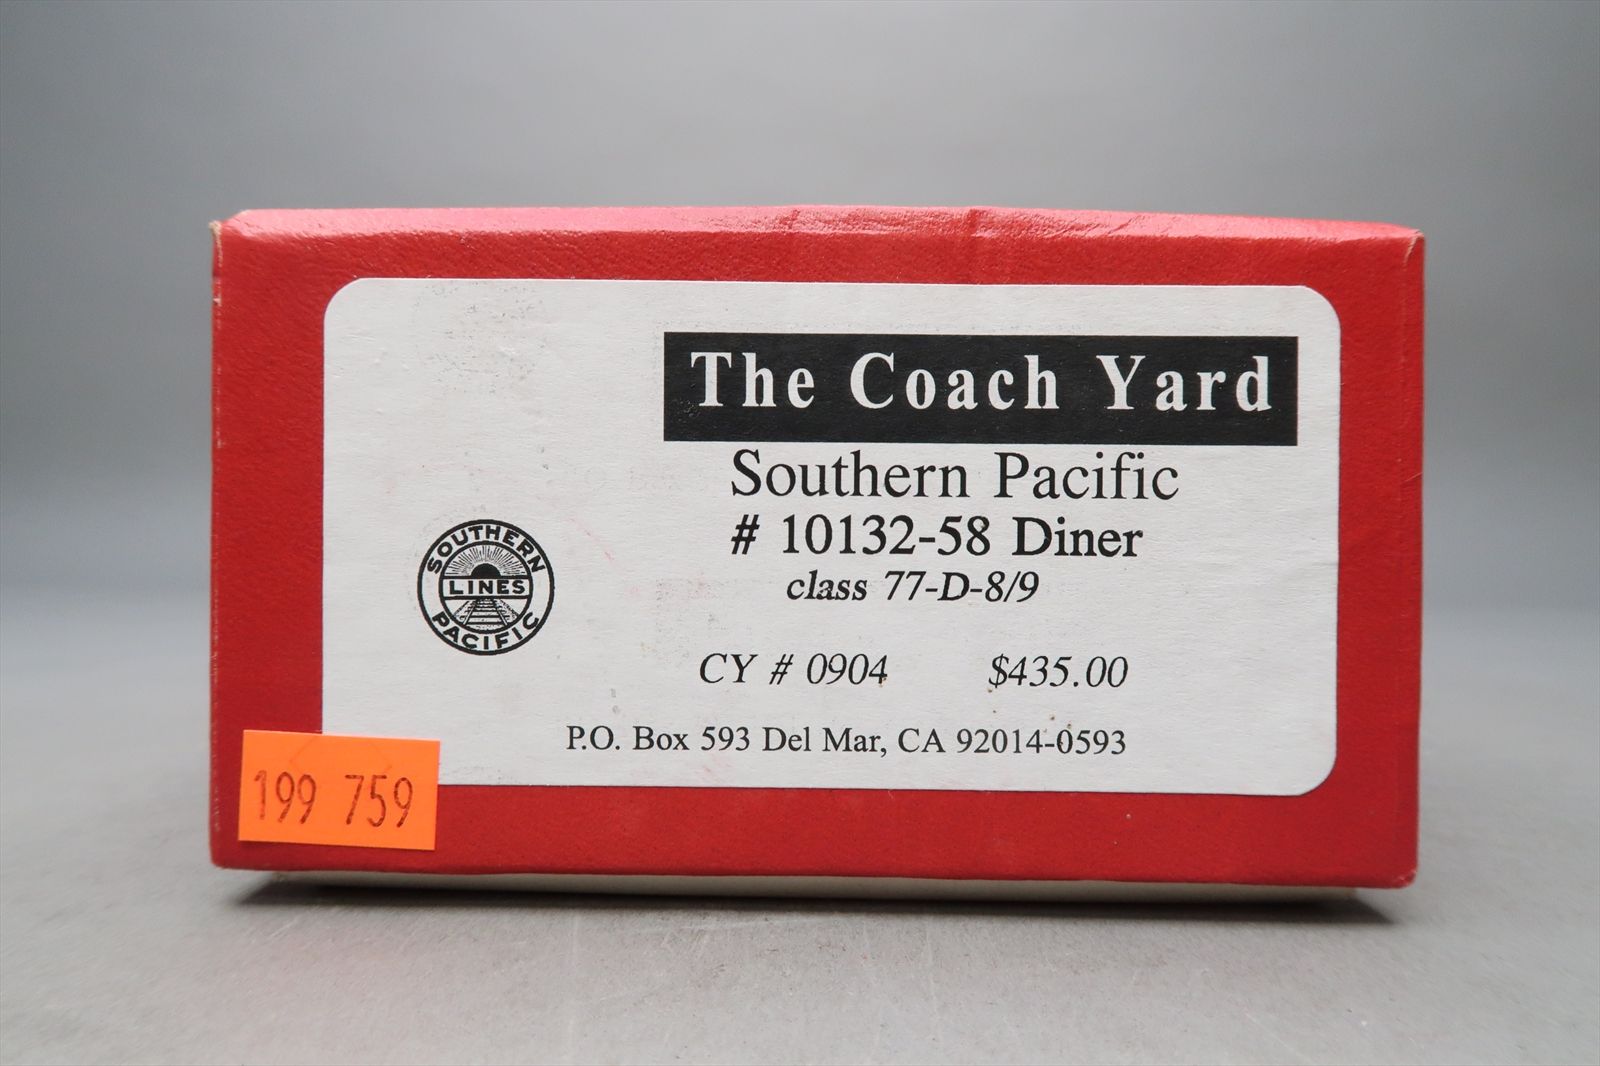 The Coach Yard
Southern Pacific
# 10132-58 Diner
class 77-D-8/9
CY # 0904 $435.00
P.O. Box 593 Del Mar, CA 92014-0593
SOUTHERN
LINES
PACIFIC
199 759